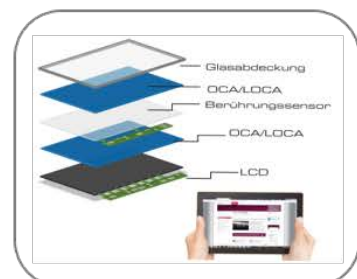 Glasabdeckung
OCA/LOCA
Berührungssensor
OCA/LOCA
LCD